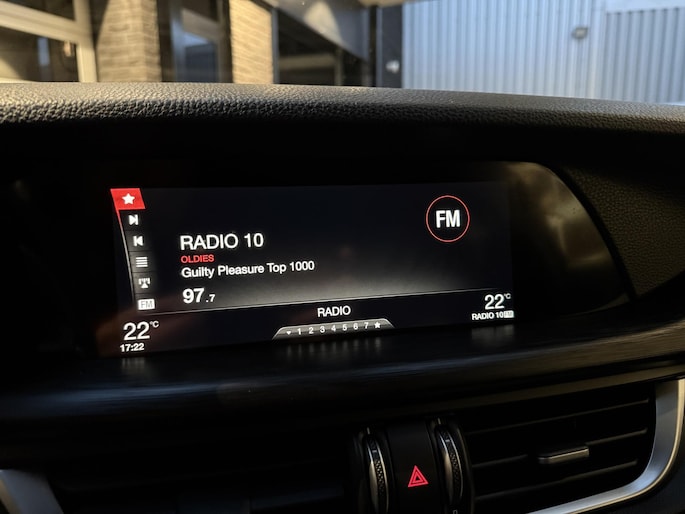 FM
RADIO 10
OLDIES
Guilty Pleasure Top 1000
97.7
FM
RADIO
22°C
22°C
17:22
1 2 3 4 5 6 7
RADIO 10 FM